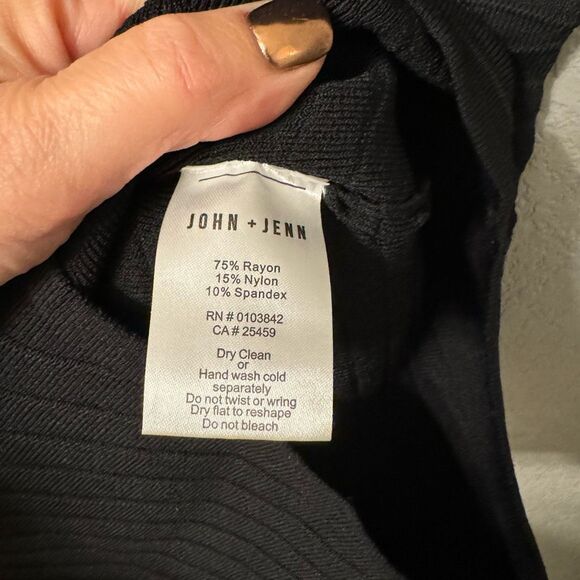 JOHN + JENN
75% Rayon
15% Nylon
10% Spandex
RN # 0103842
CA # 25459
Dry Clean
or
Hand wash cold
separately
Do not twist or wring
Dry flat to reshape
Do not bleach